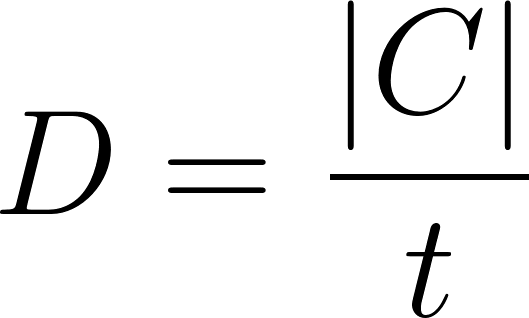 D = |C| / t